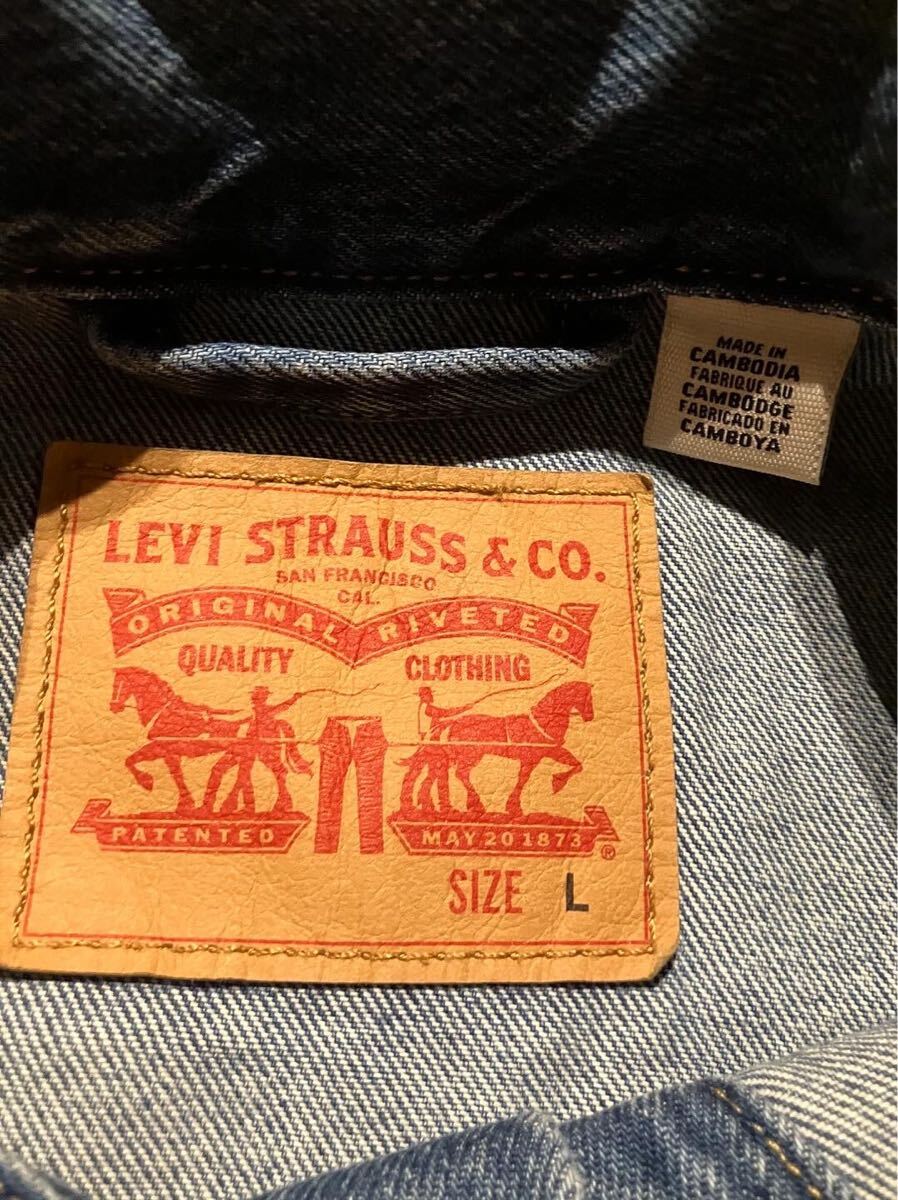 MADE IN
CAMBODIA
FABRIQUE AU
CAMBODGE
FABRICADO EN
CAMBOYA
LEVI STRAUSS & CO.
SAN FRANCISCO
CAL.
ORIGINAL RIVETED
QUALITY CLOTHING
PATENTED MAY 20 1873 ®
SIZE L